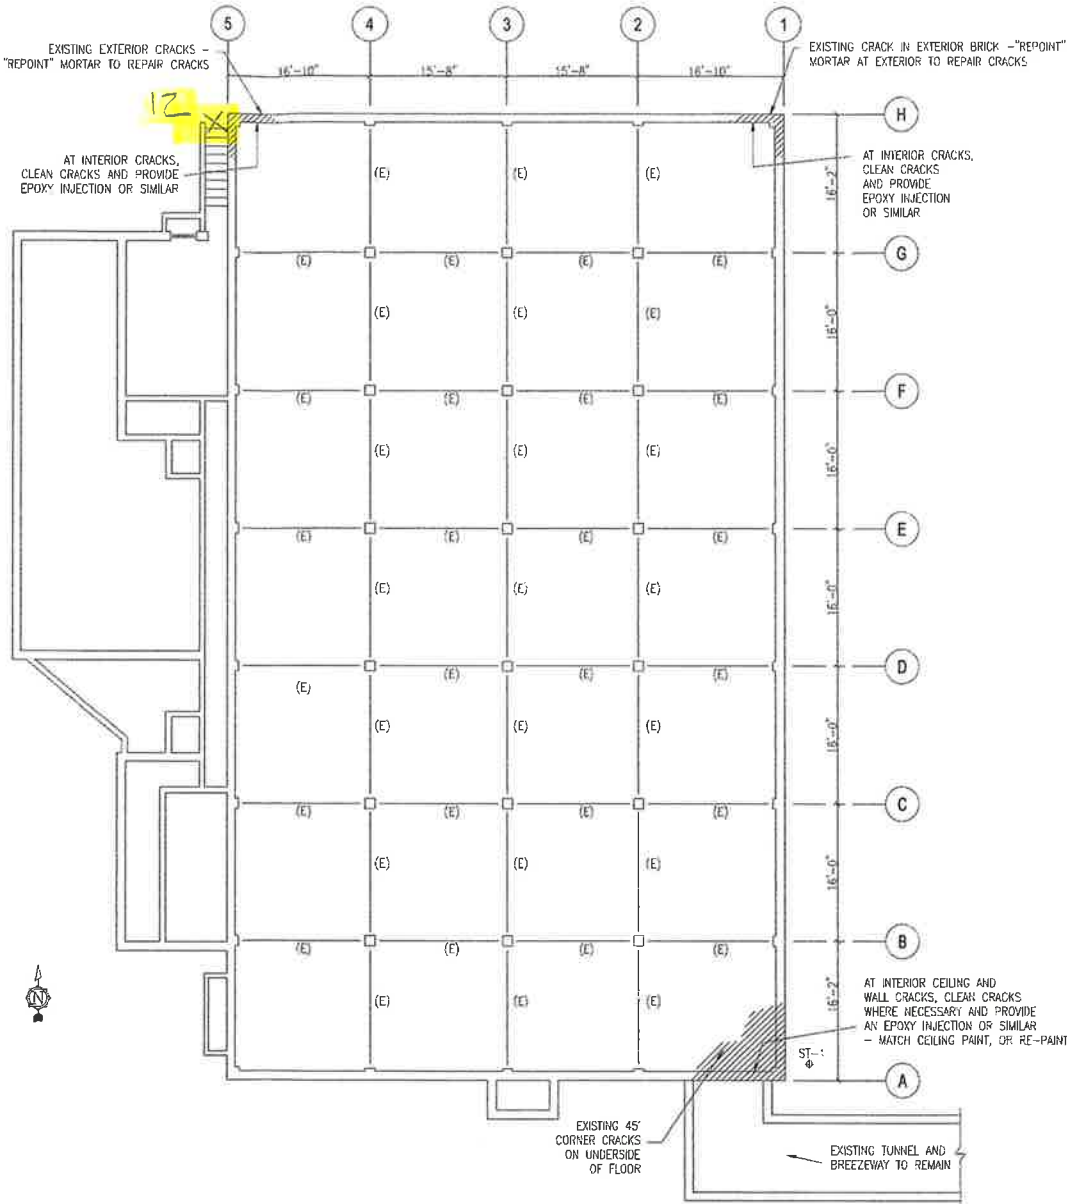 5
4
3
2
1
EXISTING EXTERIOR CRACKS -
"REPOINT" MORTAR TO REPAIR CRACKS
16'-10"
15'-8"
15'-8"
16'-10"
EXISTING CRACK IN EXTERIOR BRICK -"REPOINT"
MORTAR AT EXTERIOR TO REPAIR CRACKS
12
X
H
AT INTERIOR CRACKS,
CLEAN CRACKS AND PROVIDE
EPOXY INJECTION OR SIMILAR
(E)
(E)
(E)
16'-2"
AT INTERIOR CRACKS,
CLEAN CRACKS
AND PROVIDE
EPOXY INJECTION
OR SIMILAR
G
(E)
(E)
(E)
(E)
(E)
(E)
(E)
16'-0"
F
(E)
(E)
(E)
(E)
(E)
(E)
(E)
16'-0"
E
(E)
(E)
(E)
(E)
(E)
(E)
(E)
16'-0"
D
(E)
(E)
(E)
(E)
(E)
(E)
(E)
16'-0"
C
(E)
(E)
(E)
(E)
(E)
(E)
(E)
16'-0"
B
(E)
(E)
(E)
(E)
N
(E)
(E)
(E)
16'-2"
AT INTERIOR CEILING AND
WALL CRACKS, CLEAN CRACKS
WHERE NECESSARY AND PROVIDE
AN EPOXY INJECTION OR SIMILAR
- MATCH CEILING PAINT, OR RE-PAINT
A
EXISTING 45°
CORNER CRACKS
ON UNDERSIDE
OF FLOOR
EXISTING TUNNEL AND
BREEZEWAY TO REMAIN